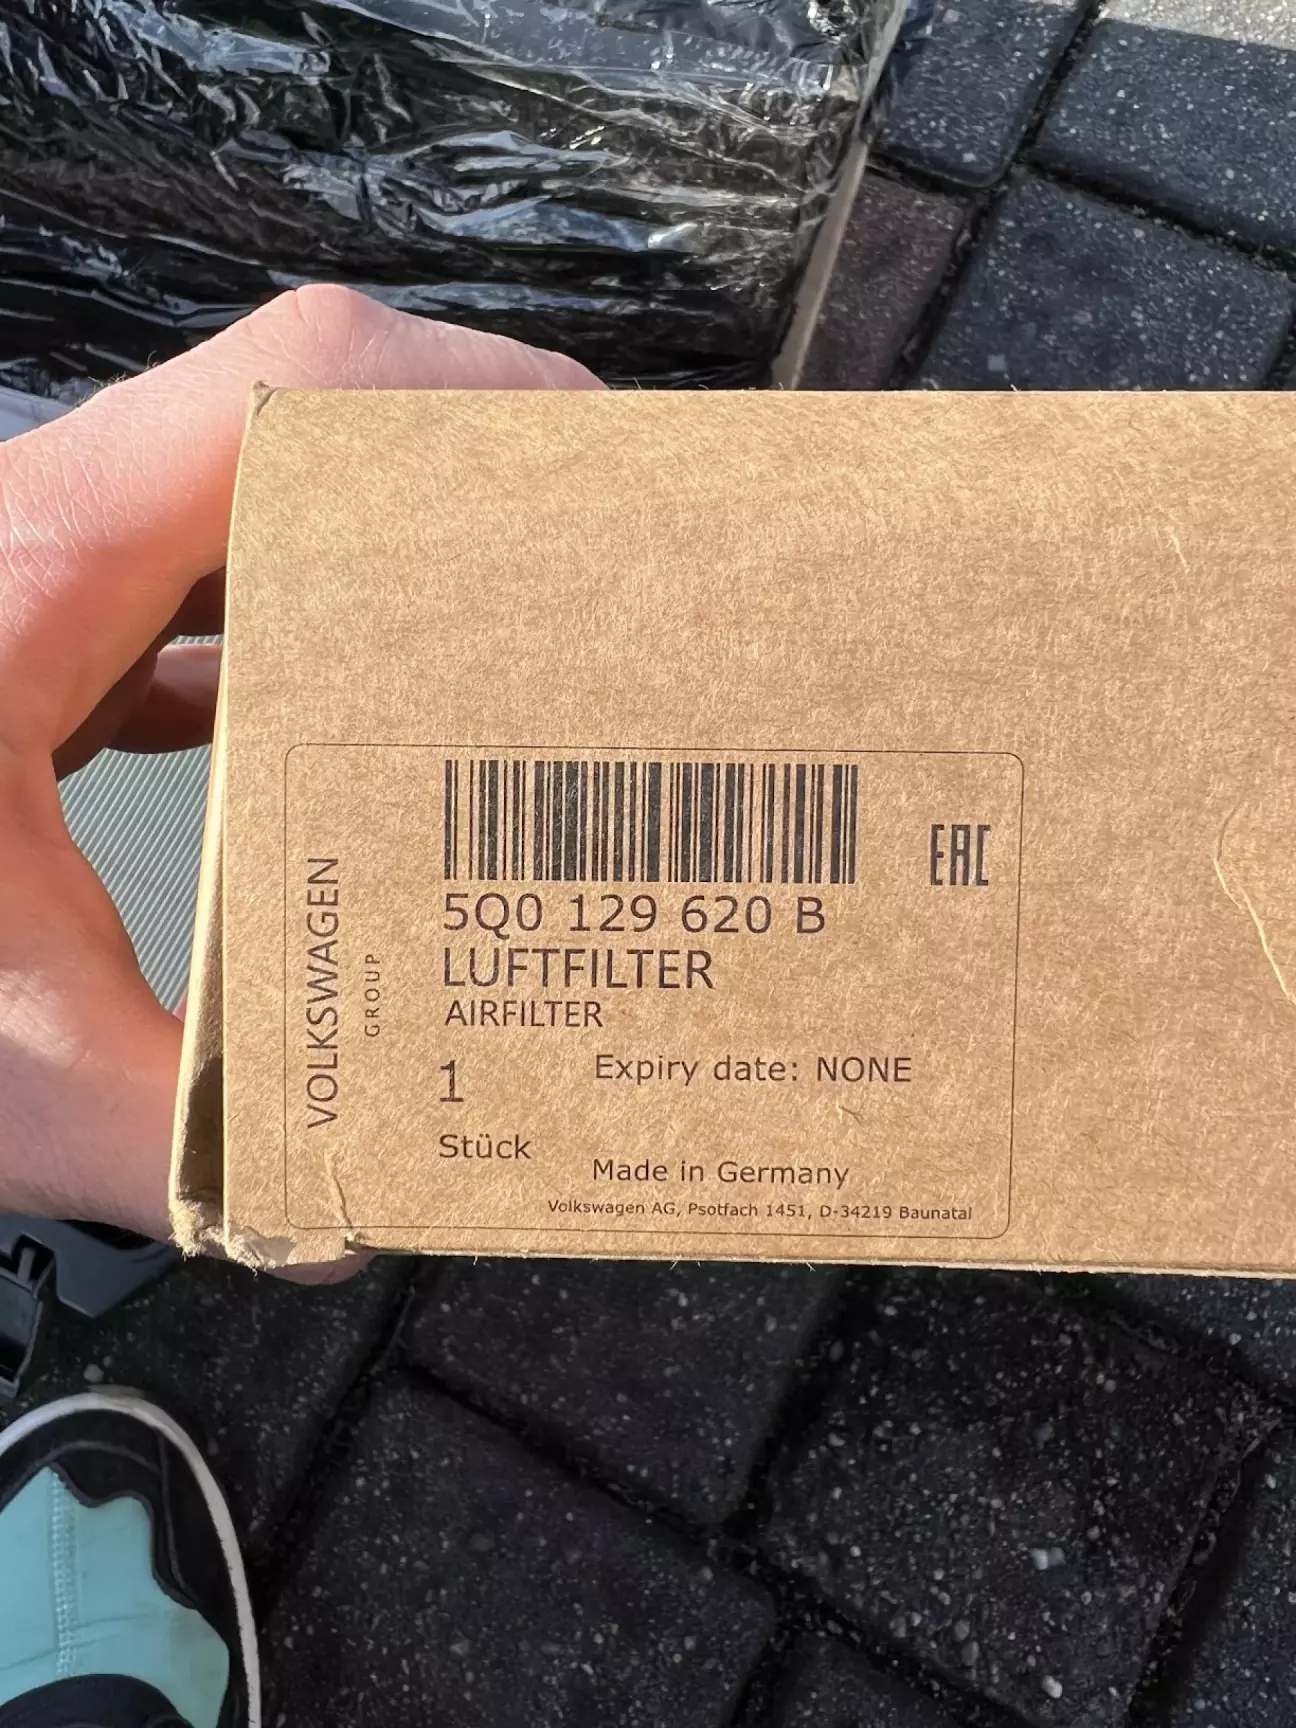 VOLKSWAGEN
GROUP
EAC
5Q0 129 620 B
LUFTFILTER
AIRFILTER
1
Expiry date: NONE
Stück
Made in Germany
Volkswagen AG, Psotfach 1451, D-34219 Baunatal